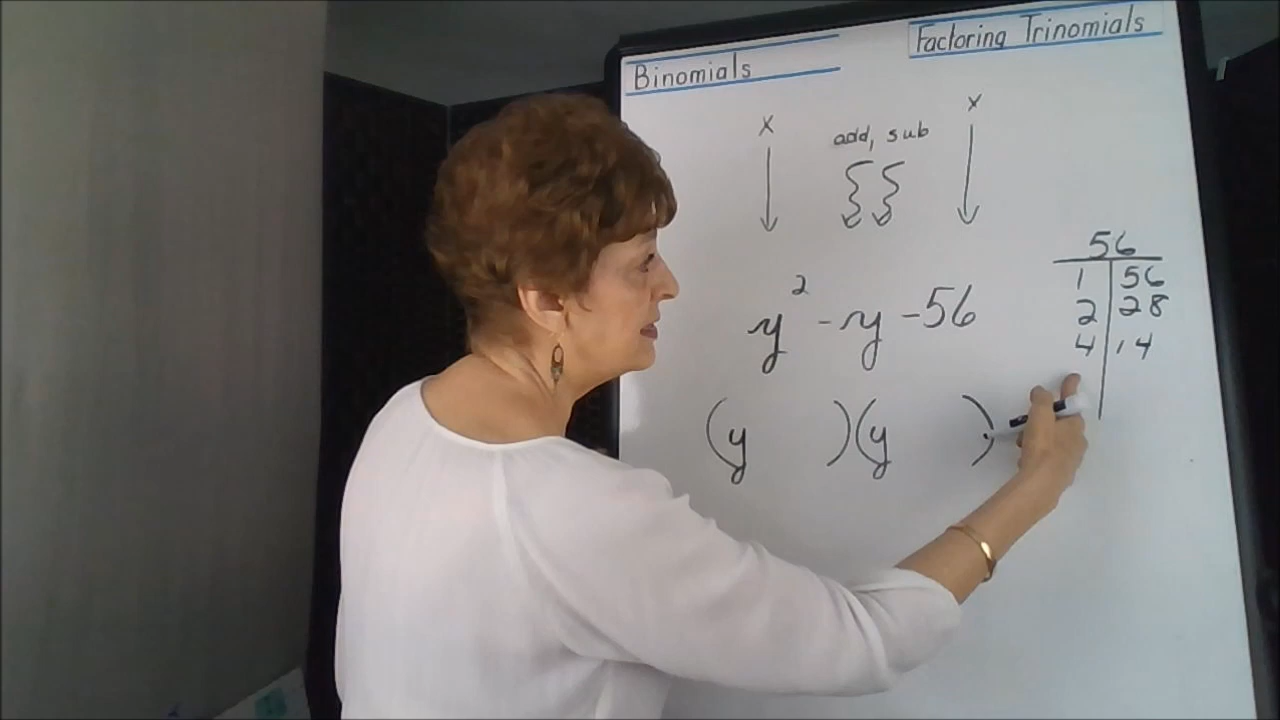 Binomials
Factoring Trinomials
x
add, sub
x
y² - y - 56
(y )(y )
56
1 | 56
2 | 28
4 | 14